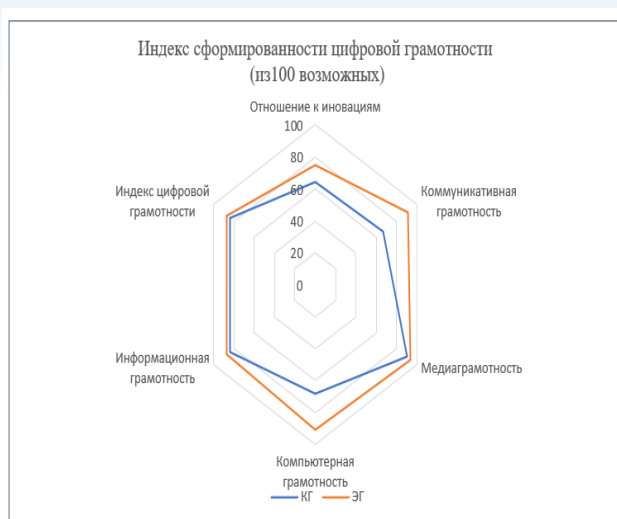 Индекс сформированности цифровой грамотности
(из100 возможных)
Отношение к иновациям
100
80
60
40
20
0
Коммуникативная
грамотность
Медиаграмотность
Компьютерная
грамотность
Информационная
грамотность
Индекс цифровой
грамотности
КГ
ЭГ